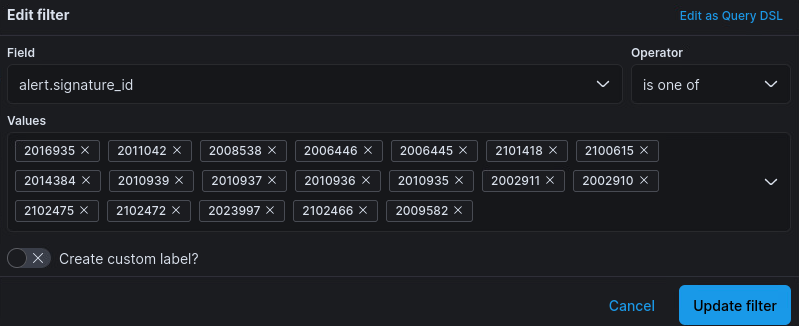 Edit filter Edit as Query DSL
Field Operator
alert.signature_id is one of
Values
2016935 2011042 2008538 2006446 2006445 2101418 2100615
2014384 2010939 2010937 2010936 2010935 2002911 2002910
2102475 2102472 2023997 2102466 2009582
Create custom label?
Cancel Update filter